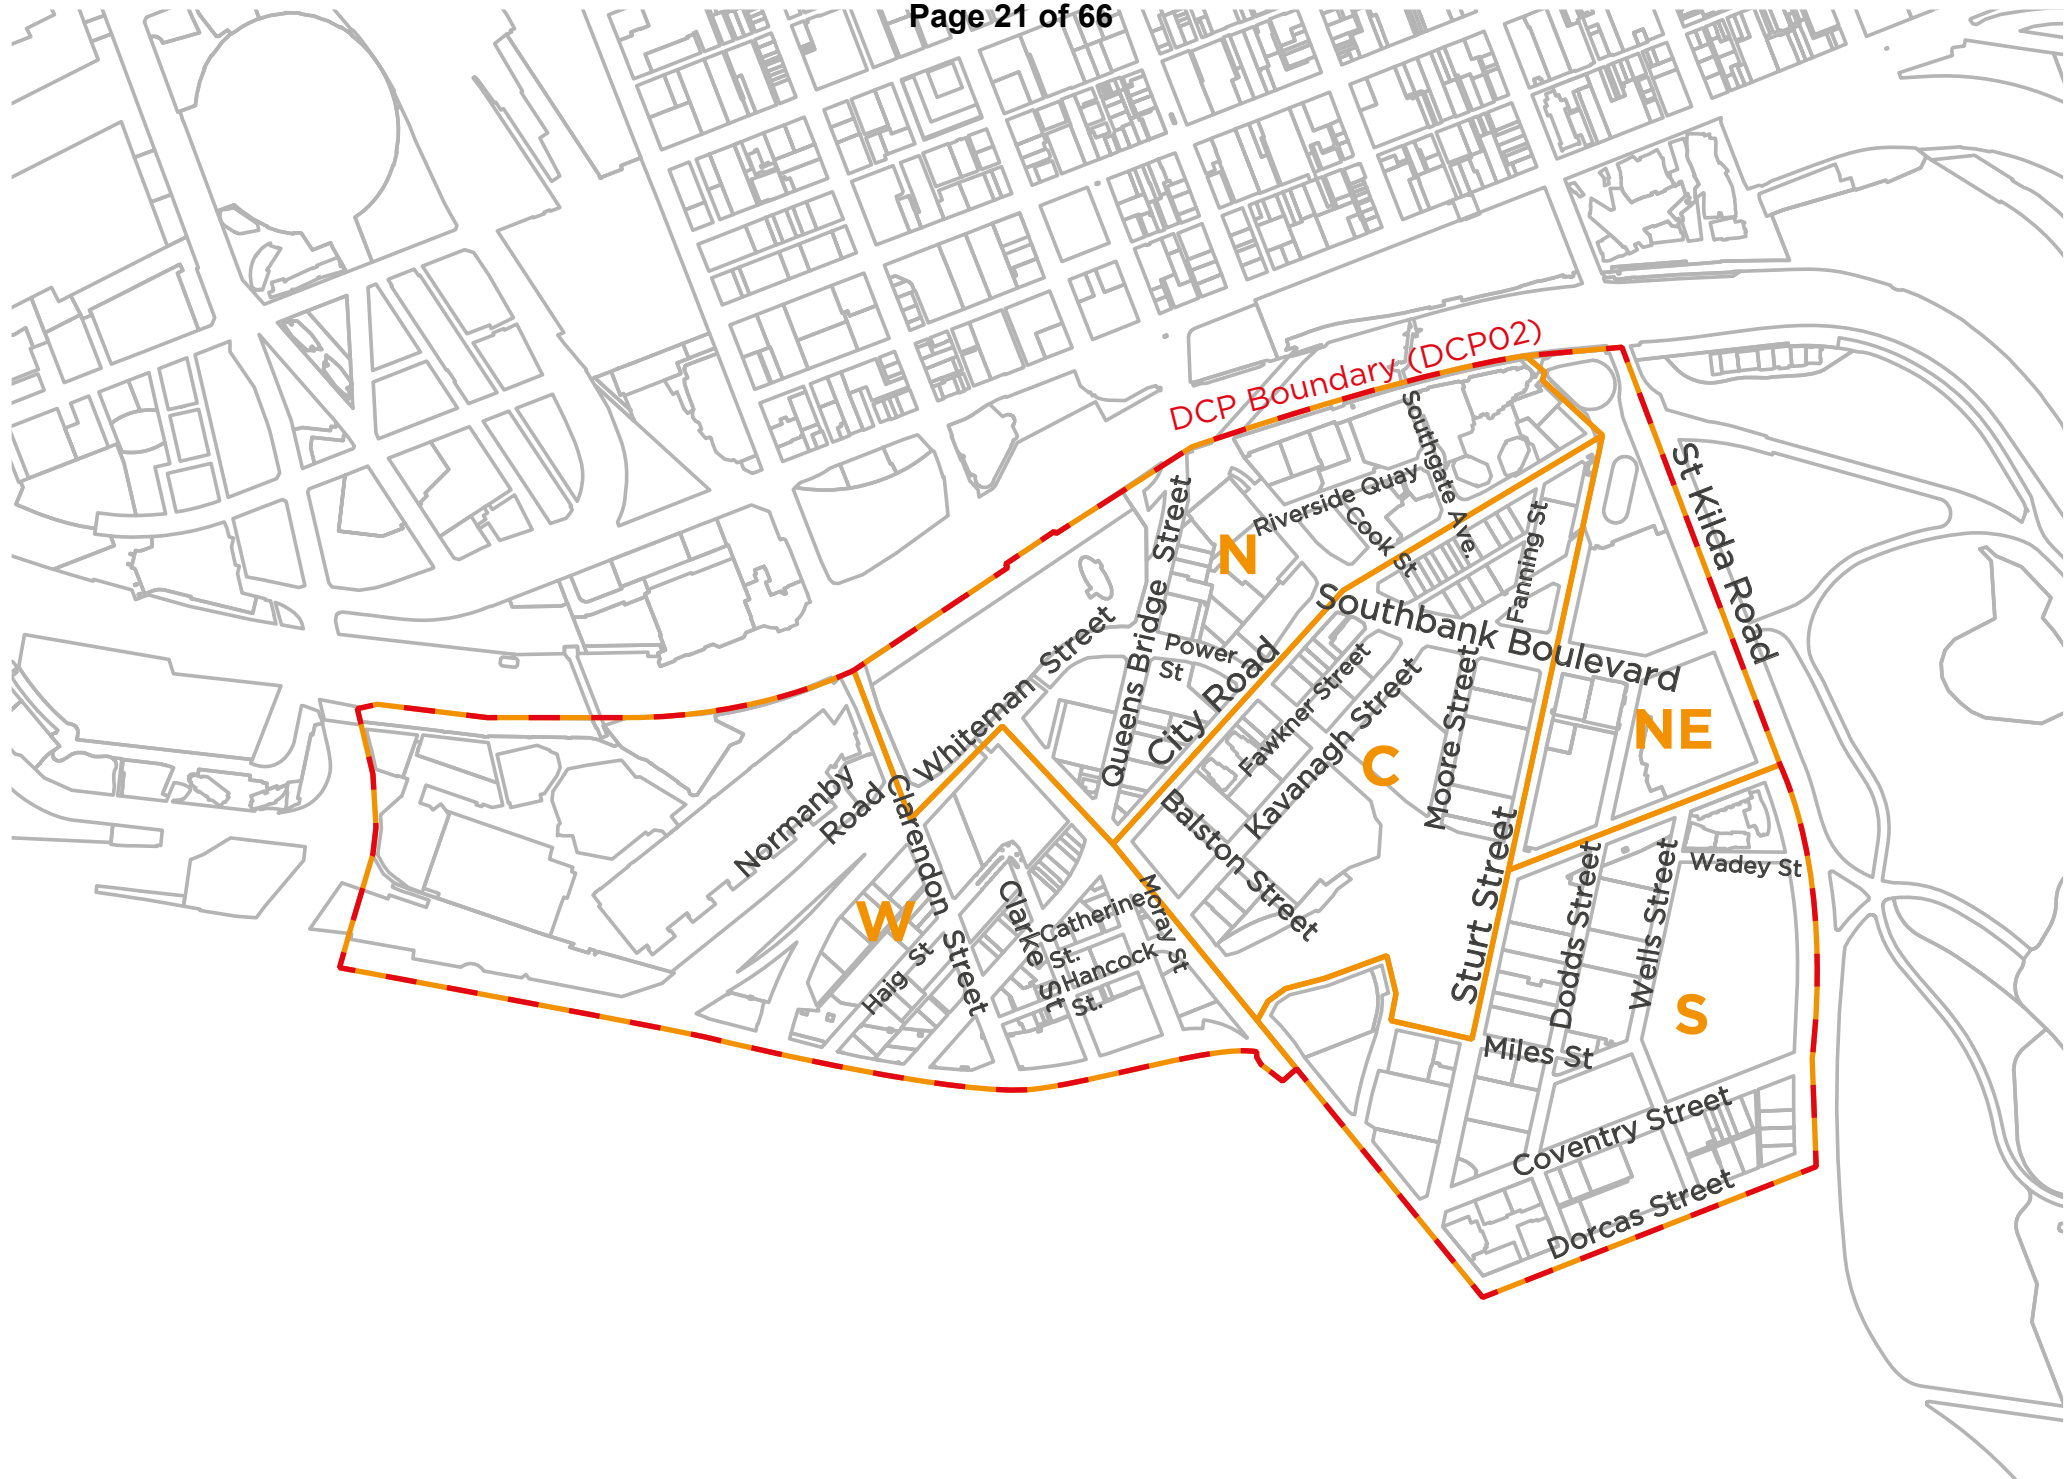 Page 21 of 66
DCP Boundary (DCP02)
Southgate Ave.
St Kilda Road
Riverside Quay
Cook St
Fanning St
N
Queens Bridge Street
Southbank Boulevard
Power
St
City Road
Whiteman Street
Fawkner Street
Kavanagh Street
Moore Street
NE
C
Normanby
Road
Clarendon Street
Balston Street
Sturt Street
Dodds Street
Wells Street
Wadey St
W
Clarke St
Catherine
St.
Moray St
Hancock
St.
Haig St
S
Miles St
Coventry Street
Dorcas Street